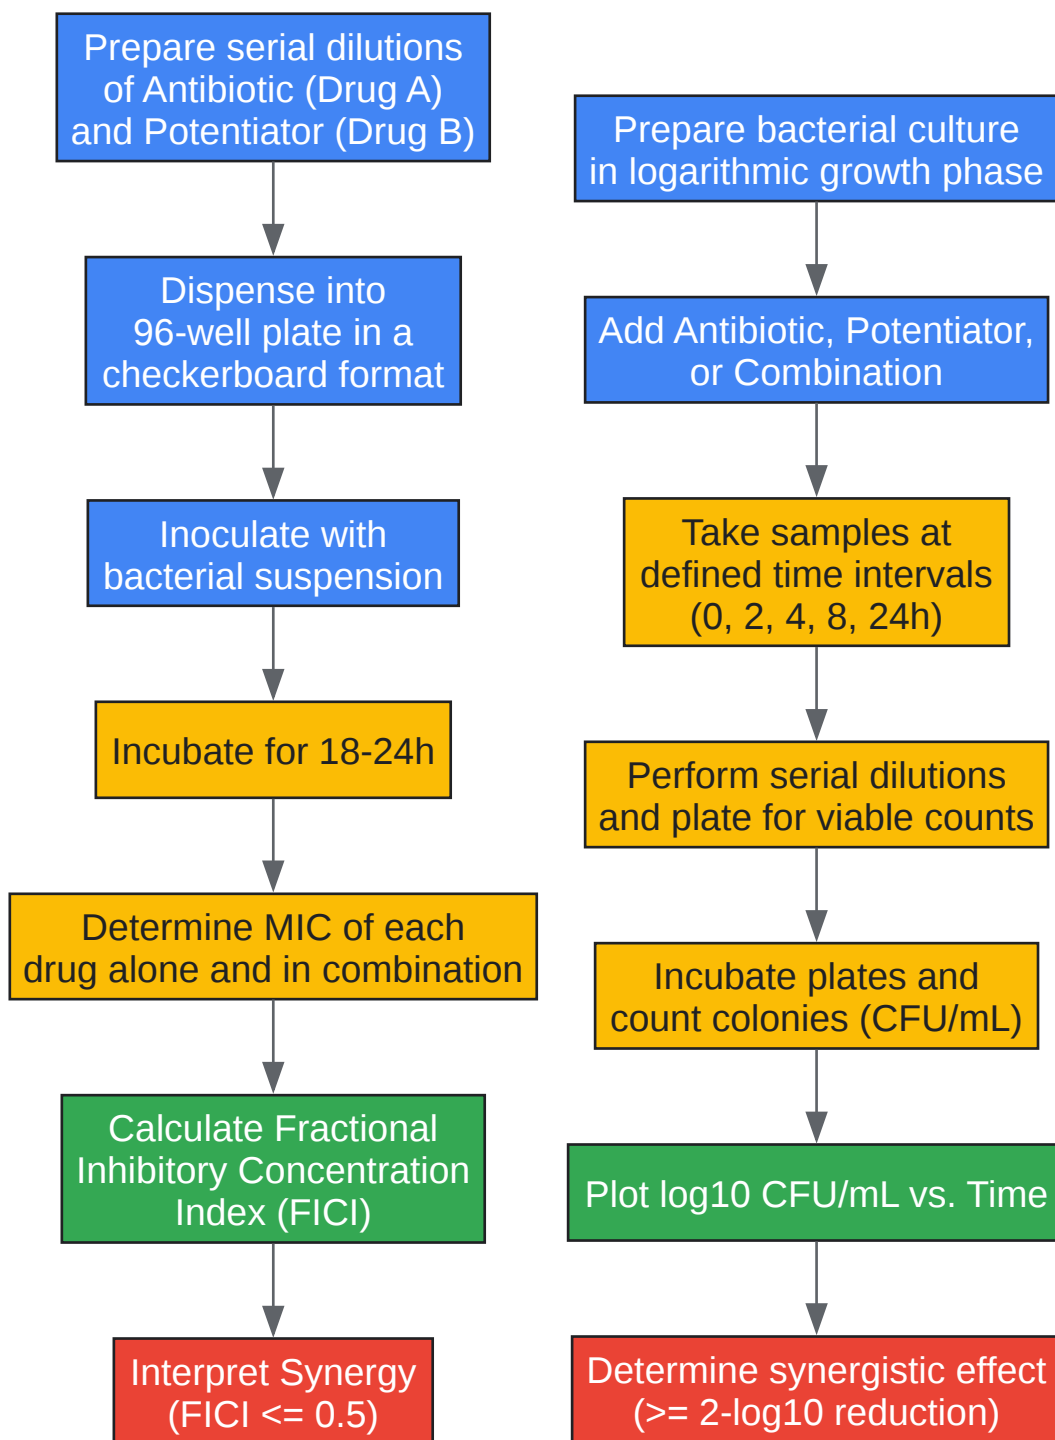 Prepare serial dilutions
of Antibiotic (Drug A)
and Potentiator (Drug B)
Dispense into
96-well plate in a
checkerboard format
Inoculate with
bacterial suspension
Incubate for 18-24h
Determine MIC of each
drug alone and in combination
Calculate Fractional
Inhibitory Concentration
Index (FICI)
Interpret Synergy
(FICI <= 0.5)
Prepare bacterial culture
in logarithmic growth phase
Add Antibiotic, Potentiator,
or Combination
Take samples at
defined time intervals
(0, 2, 4, 8, 24h)
Perform serial dilutions
and plate for viable counts
Incubate plates and
count colonies (CFU/mL)
Plot log10 CFU/mL vs. Time
Determine synergistic effect
(>= 2-log10 reduction)